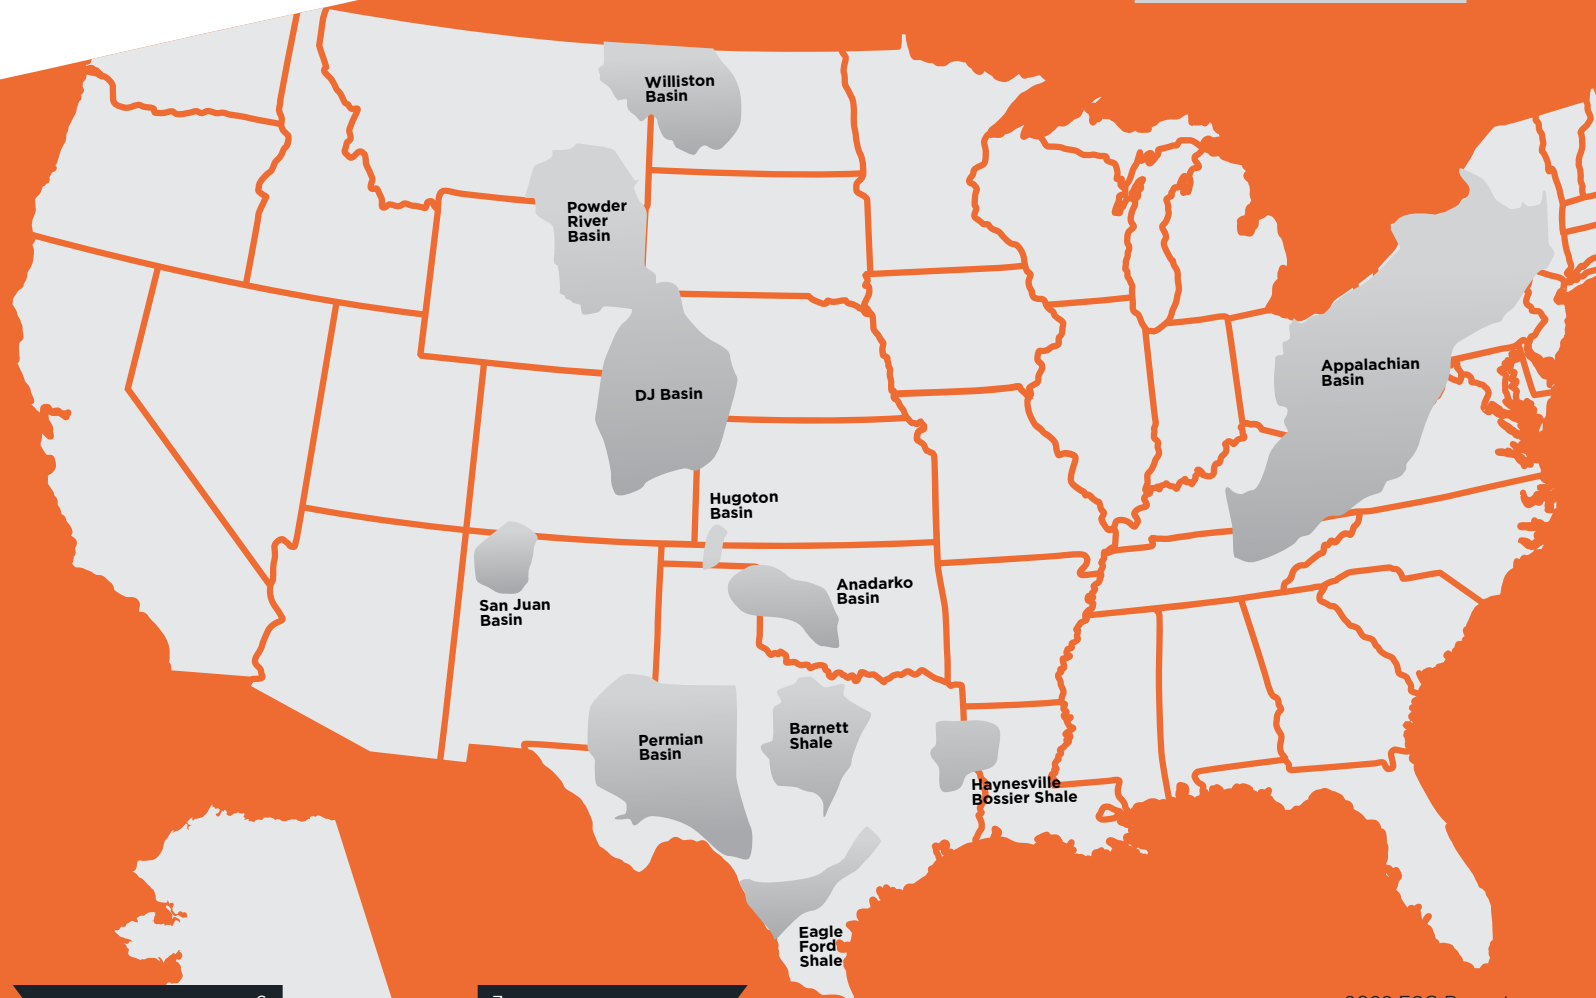 Williston
Basin
Powder
River
Basin
DJ Basin
Appalachian
Basin
Hugoton
Basin
Anadarko
Basin
San Juan
Basin
Permian
Basin
Barnett
Shale
Haynesville
Bossier Shale
Eagle
Ford
Shale